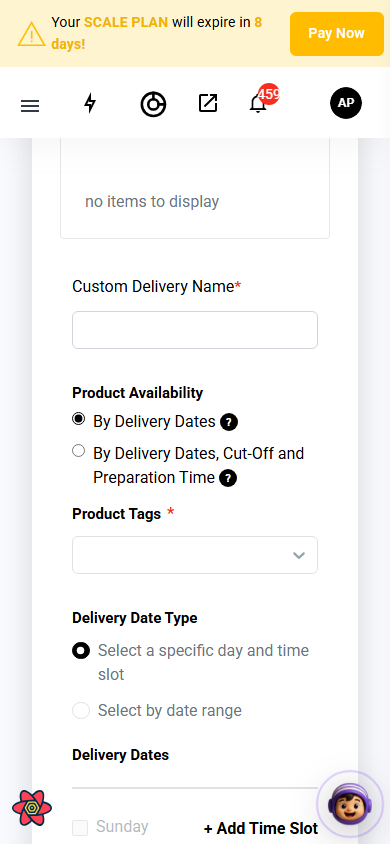 Your SCALE PLAN will expire in 8
days!
Pay Now
459
AP
no items to display
Custom Delivery Name*
Product Availability
By Delivery Dates ?
By Delivery Dates, Cut-Off and
Preparation Time ?
Product Tags *
Delivery Date Type
Select a specific day and time
slot
Select by date range
Delivery Dates
Sunday
+ Add Time Slot